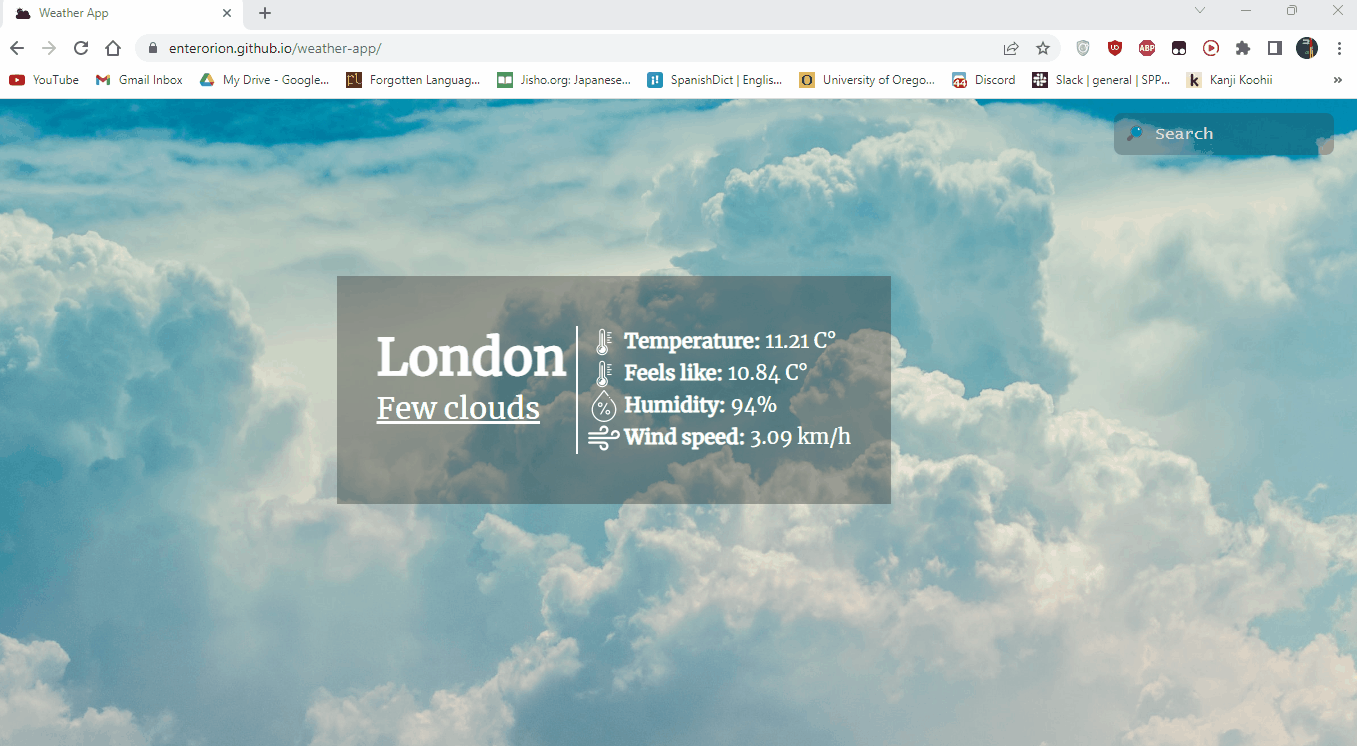 Weather App
enterorion.github.io/weather-app/
YouTube
Gmail Inbox
My Drive - Google...
Forgotten Languag...
Jisho.org: Japanese...
SpanishDict | Englis...
University of Orego...
Discord
Slack | general | SPP...
Kanji Koohii
Search
London
Few clouds
Temperature: 11.21 C°
Feels like: 10.84 C°
Humidity: 94%
Wind speed: 3.09 km/h